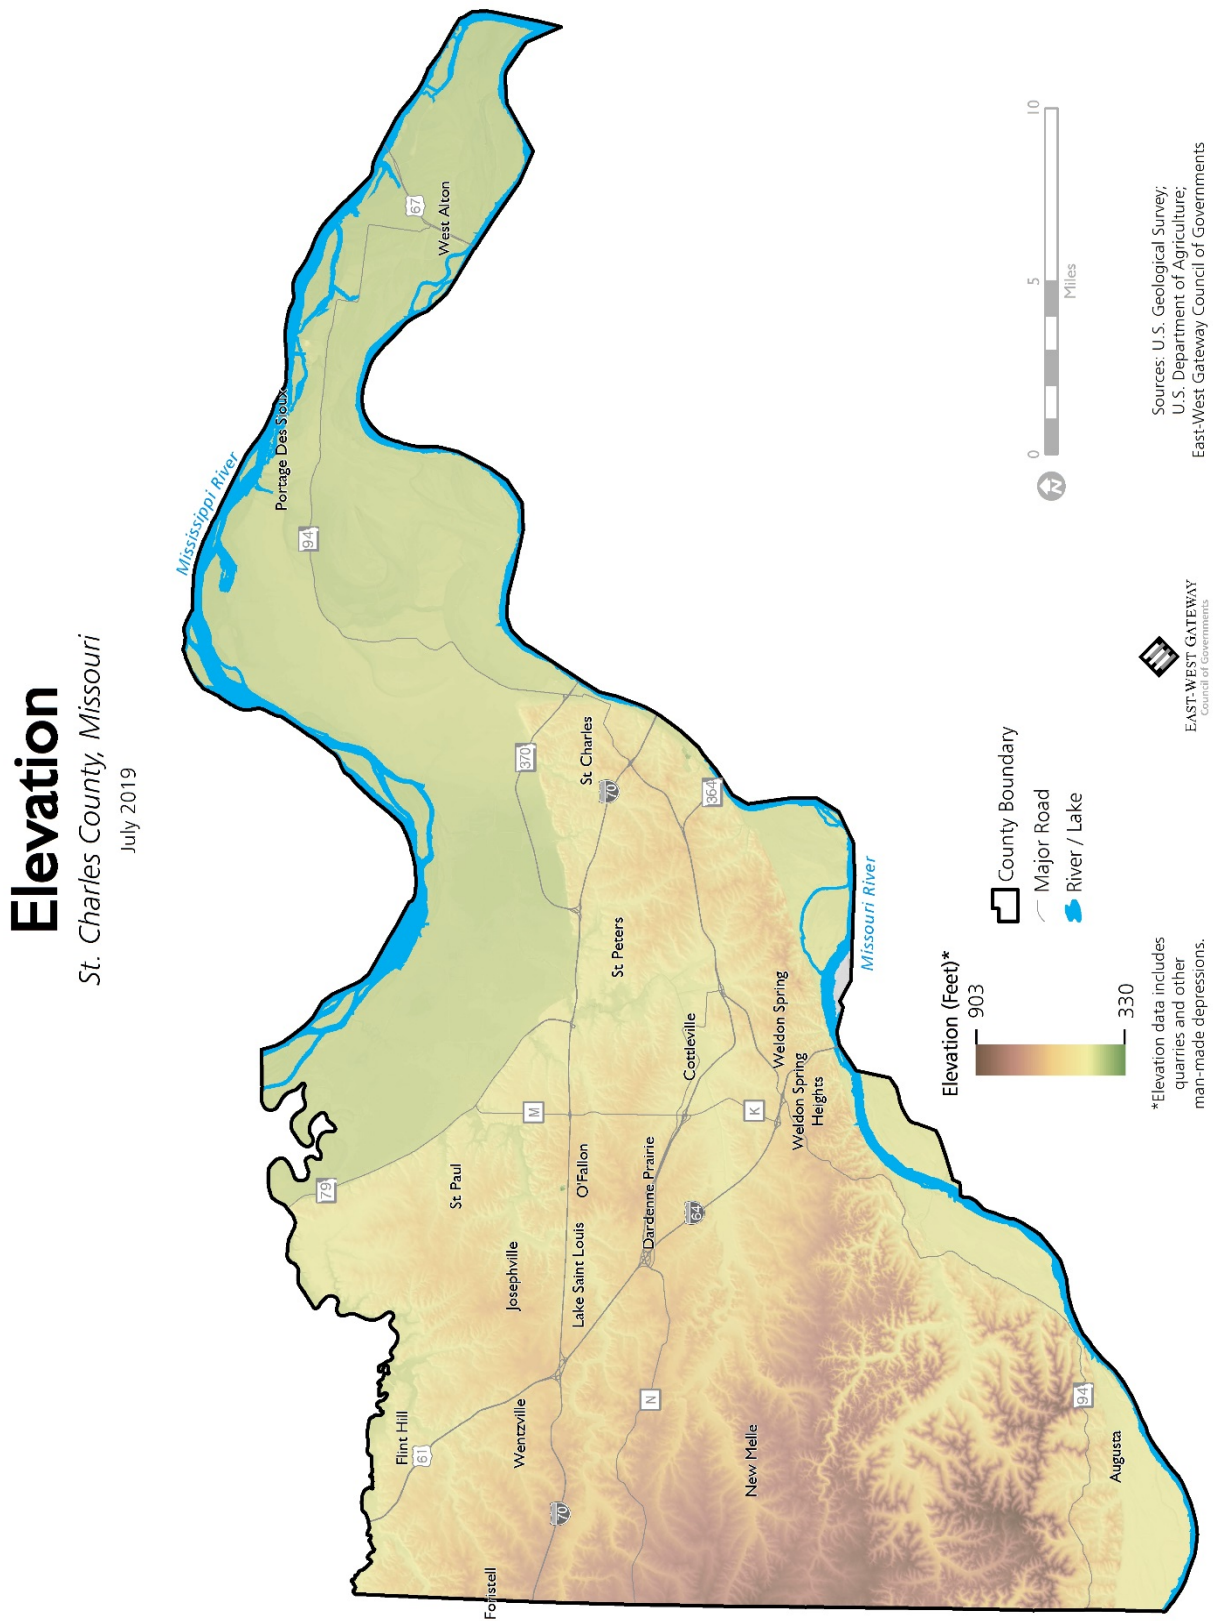 Elevation
St. Charles County, Missouri
July 2019
Mississippi River
Portage Des Sioux
94
67
West Alton
370
St Charles
70
364
St Peters
Missouri River
79
M
St Paul
Cottleville
Weldon Spring
K
Weldon Spring
Heights
O'Fallon
Josephville
Lake Saint Louis
Dardenne Prairie
64
Flint Hill
61
Wentzville
N
70
Foristell
New Melle
94
Augusta
Elevation (Feet)*
903
330
*Elevation data includes
quarries and other
man-made depressions.
County Boundary
Major Road
River / Lake
EAST-WEST GATEWAY
Council of Governments
N
0
5
10
Miles
Sources: U.S. Geological Survey;
U.S. Department of Agriculture;
East-West Gateway Council of Governments